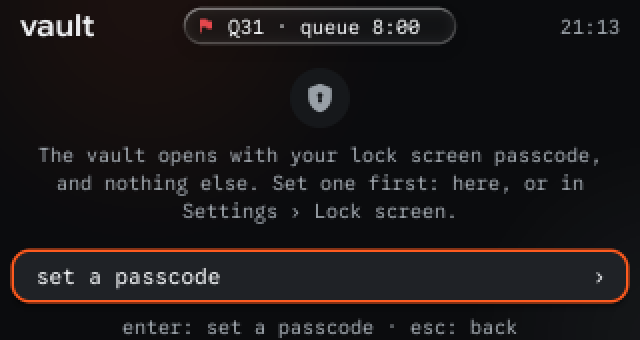 vault
Q31 · queue 8:00
21:13
The vault opens with your lock screen passcode,
and nothing else. Set one first: here, or in
Settings › Lock screen.
set a passcode ›
enter: set a passcode · esc: back